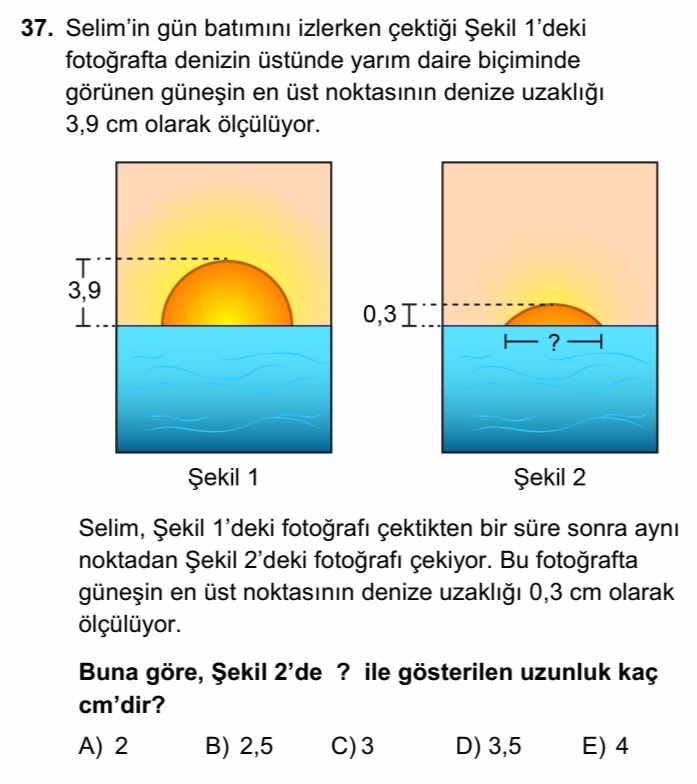 37. Selim’in gün batımını izlerken çektiği Şekil 1’deki
fotoğrafta denizin üstünde yarım daire biçiminde
görünen güneşin en üst noktasının denize uzaklığı
3,9 cm olarak ölçülüyor.
3,9
0,3
?
Şekil 1
Şekil 2
Selim, Şekil 1’deki fotoğrafı çektikten bir süre sonra aynı
noktadan Şekil 2’deki fotoğrafı çekiyor. Bu fotoğrafta
güneşin en üst noktasının denize uzaklığı 0,3 cm olarak
ölçülüyor.
Buna göre, Şekil 2’de ? ile gösterilen uzunluk kaç
cm’dir?
A) 2 B) 2,5 C) 3 D) 3,5 E) 4